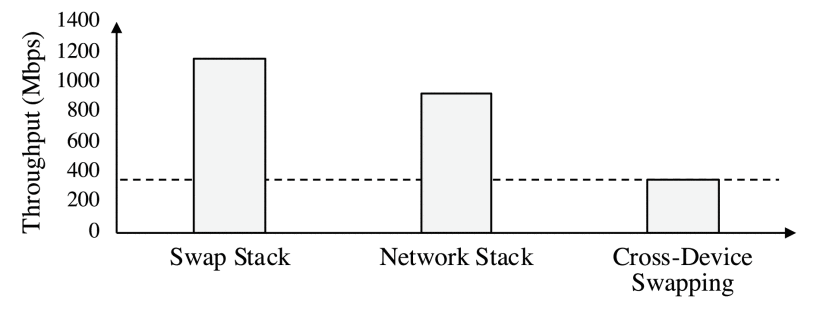 Throughput (Mbps)
1400
1200
1000
800
600
400
200
0
Swap Stack
Network Stack
Cross-Device
Swapping